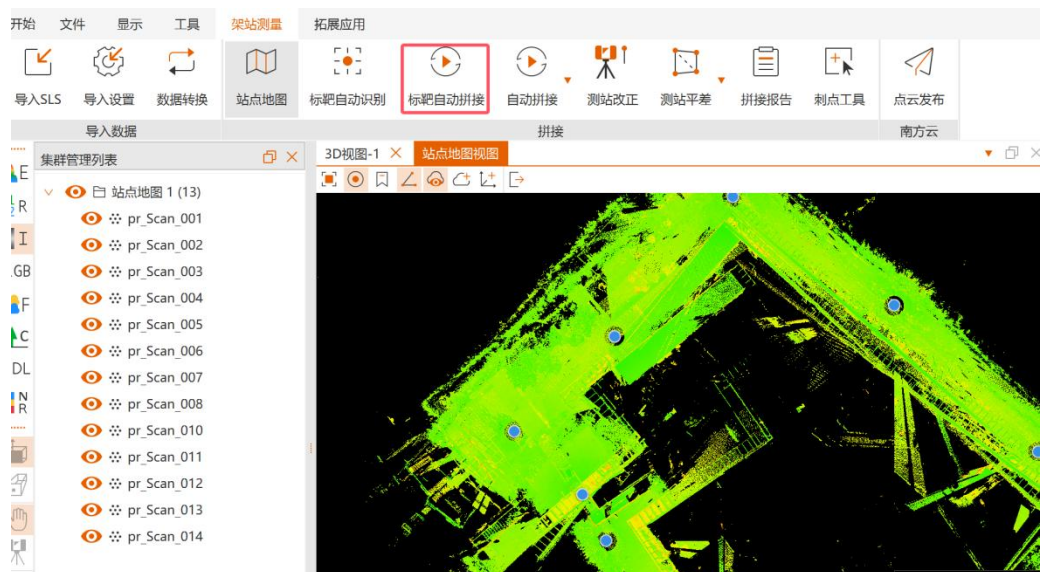 开始 文件 显示 工具 架站测量 拓展应用
导入SLS 导入设置 数据转换 站点地图 标靶自动识别 标靶自动拼接 自动拼接 测站改正 测站平差 拼接报告 刺点工具 点云发布
导入数据 拼接 南方云
集群管理列表
3D视图-1 站点地图视图
站点地图 1 (13)
pr_Scan_001
pr_Scan_002
pr_Scan_003
pr_Scan_004
pr_Scan_005
pr_Scan_006
pr_Scan_007
pr_Scan_008
pr_Scan_010
pr_Scan_011
pr_Scan_012
pr_Scan_013
pr_Scan_014
E
R
I
GB
F
C
DL
N
R